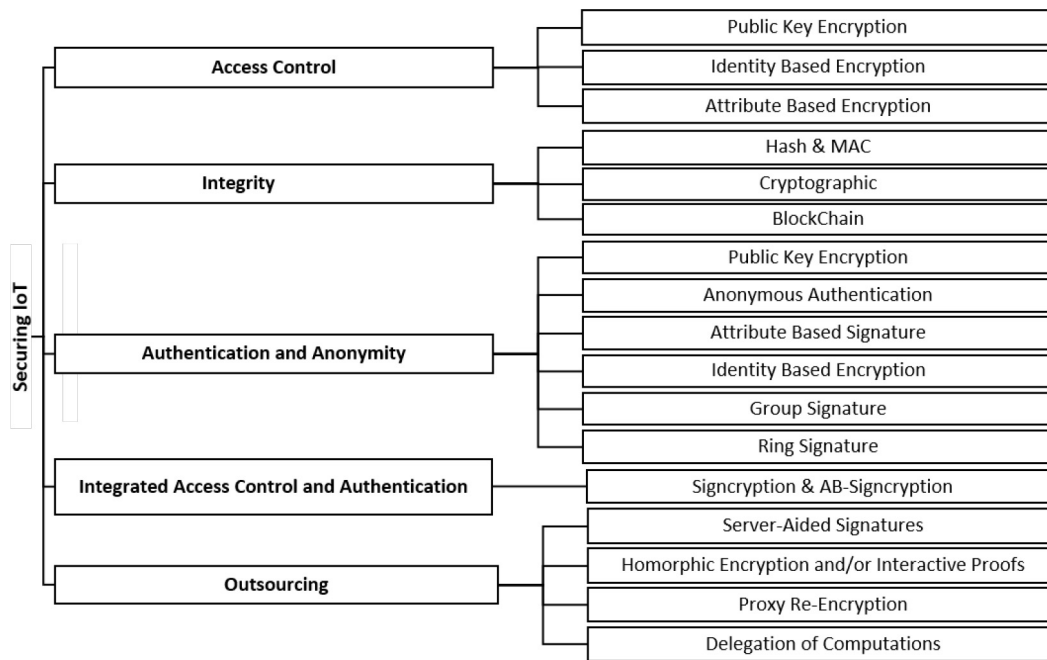 Securing IoT
Access Control
Public Key Encryption
Identity Based Encryption
Attribute Based Encryption
Integrity
Hash & MAC
Cryptographic
BlockChain
Authentication and Anonymity
Public Key Encryption
Anonymous Authentication
Attribute Based Signature
Identity Based Encryption
Group Signature
Ring Signature
Integrated Access Control and Authentication
Signcryption & AB-Signcryption
Outsourcing
Server-Aided Signatures
Homorphic Encryption and/or Interactive Proofs
Proxy Re-Encryption
Delegation of Computations